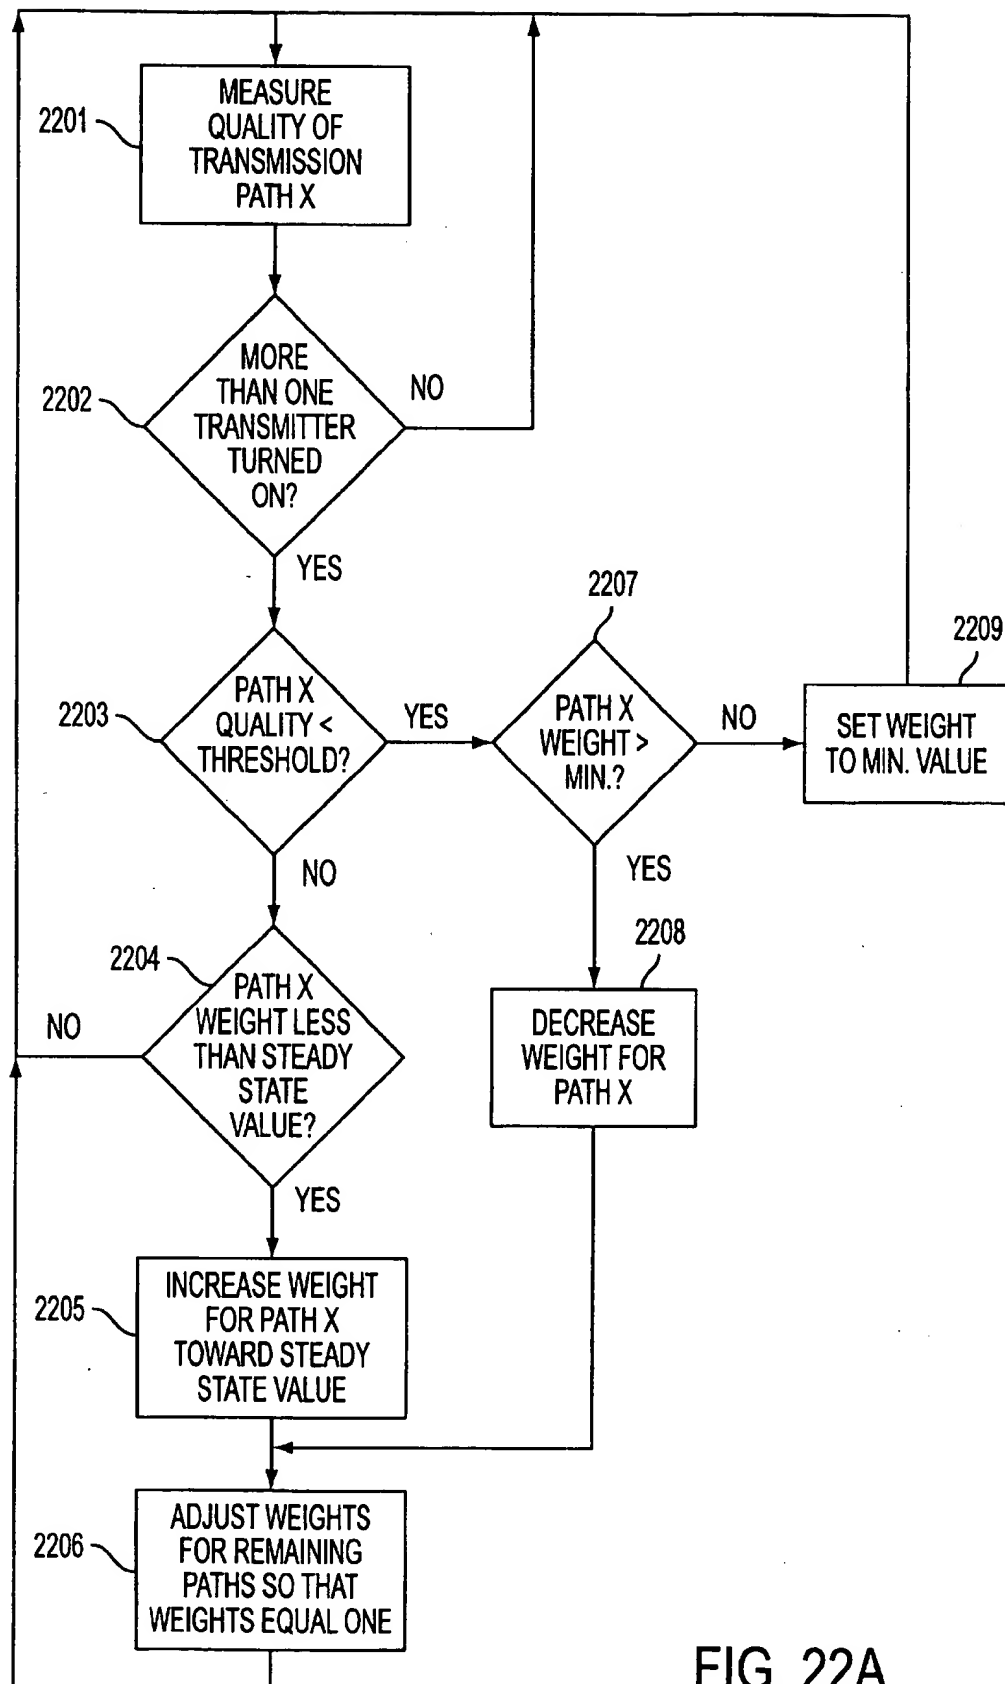 2201
MEASURE
QUALITY OF
TRANSMISSION
PATH X
2202
MORE
THAN ONE
TRANSMITTER
TURNED
ON?
NO
YES
2203
PATH X
QUALITY <
THRESHOLD?
YES
NO
2207
PATH X
WEIGHT >
MIN.?
NO
YES
2209
SET WEIGHT
TO MIN. VALUE
2208
DECREASE
WEIGHT FOR
PATH X
2204
PATH X
WEIGHT LESS
THAN STEADY
STATE
VALUE?
NO
YES
2205
INCREASE WEIGHT
FOR PATH X
TOWARD STEADY
STATE VALUE
2206
ADJUST WEIGHTS
FOR REMAINING
PATHS SO THAT
WEIGHTS EQUAL ONE
FIG. 22A